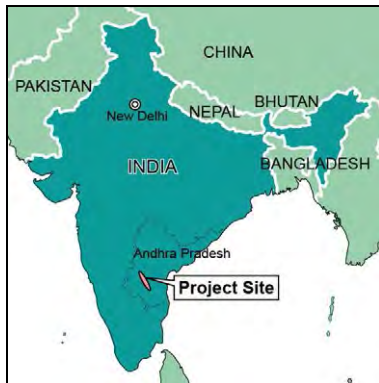 CHINA
PAKISTAN
New Delhi
NEPAL
BHUTAN
INDIA
BANGLADESH
Andhra Pradesh
Project Site